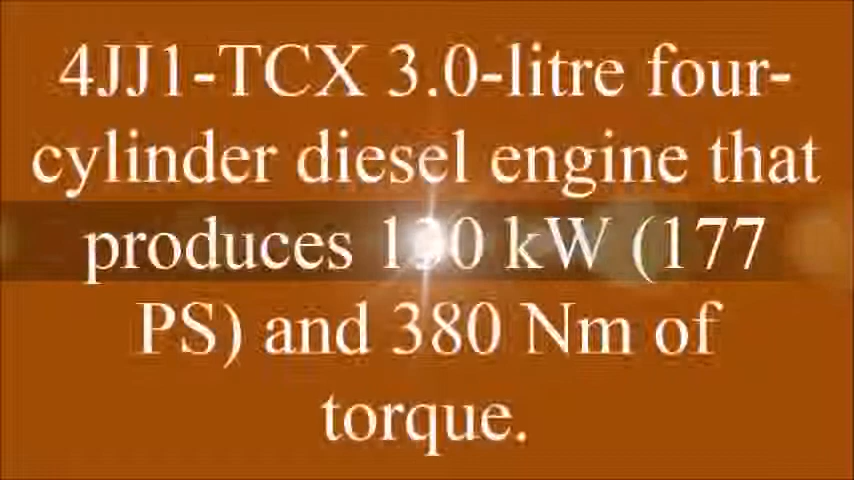 4JJ1-TCX 3.0-litre four-
cylinder diesel engine that
produces 130 kW (177
PS) and 380 Nm of
torque.